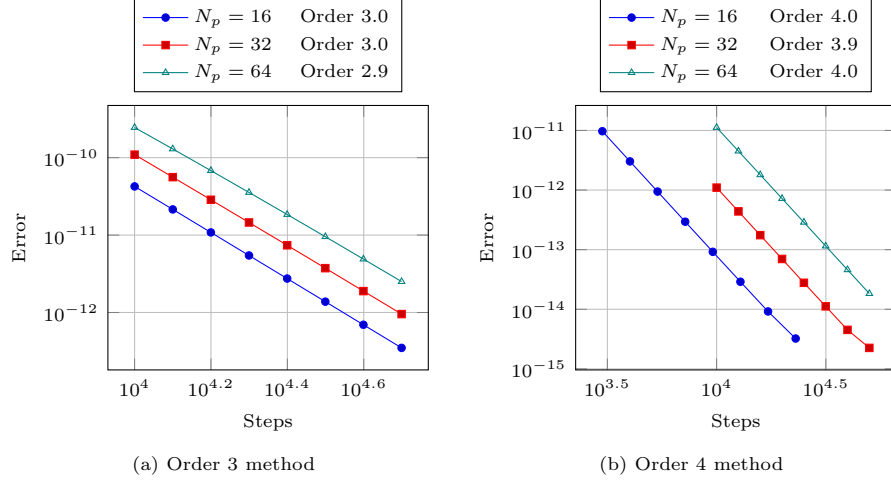 N_p = 16 Order 3.0
N_p = 32 Order 3.0
N_p = 64 Order 2.9
10^{-10}
10^{-11}
10^{-12}
Error
10^4
10^{4.2}
10^{4.4}
10^{4.6}
Steps
(a) Order 3 method
N_p = 16 Order 4.0
N_p = 32 Order 3.9
N_p = 64 Order 4.0
10^{-11}
10^{-12}
10^{-13}
10^{-14}
10^{-15}
Error
10^{3.5}
10^4
10^{4.5}
Steps
(b) Order 4 method